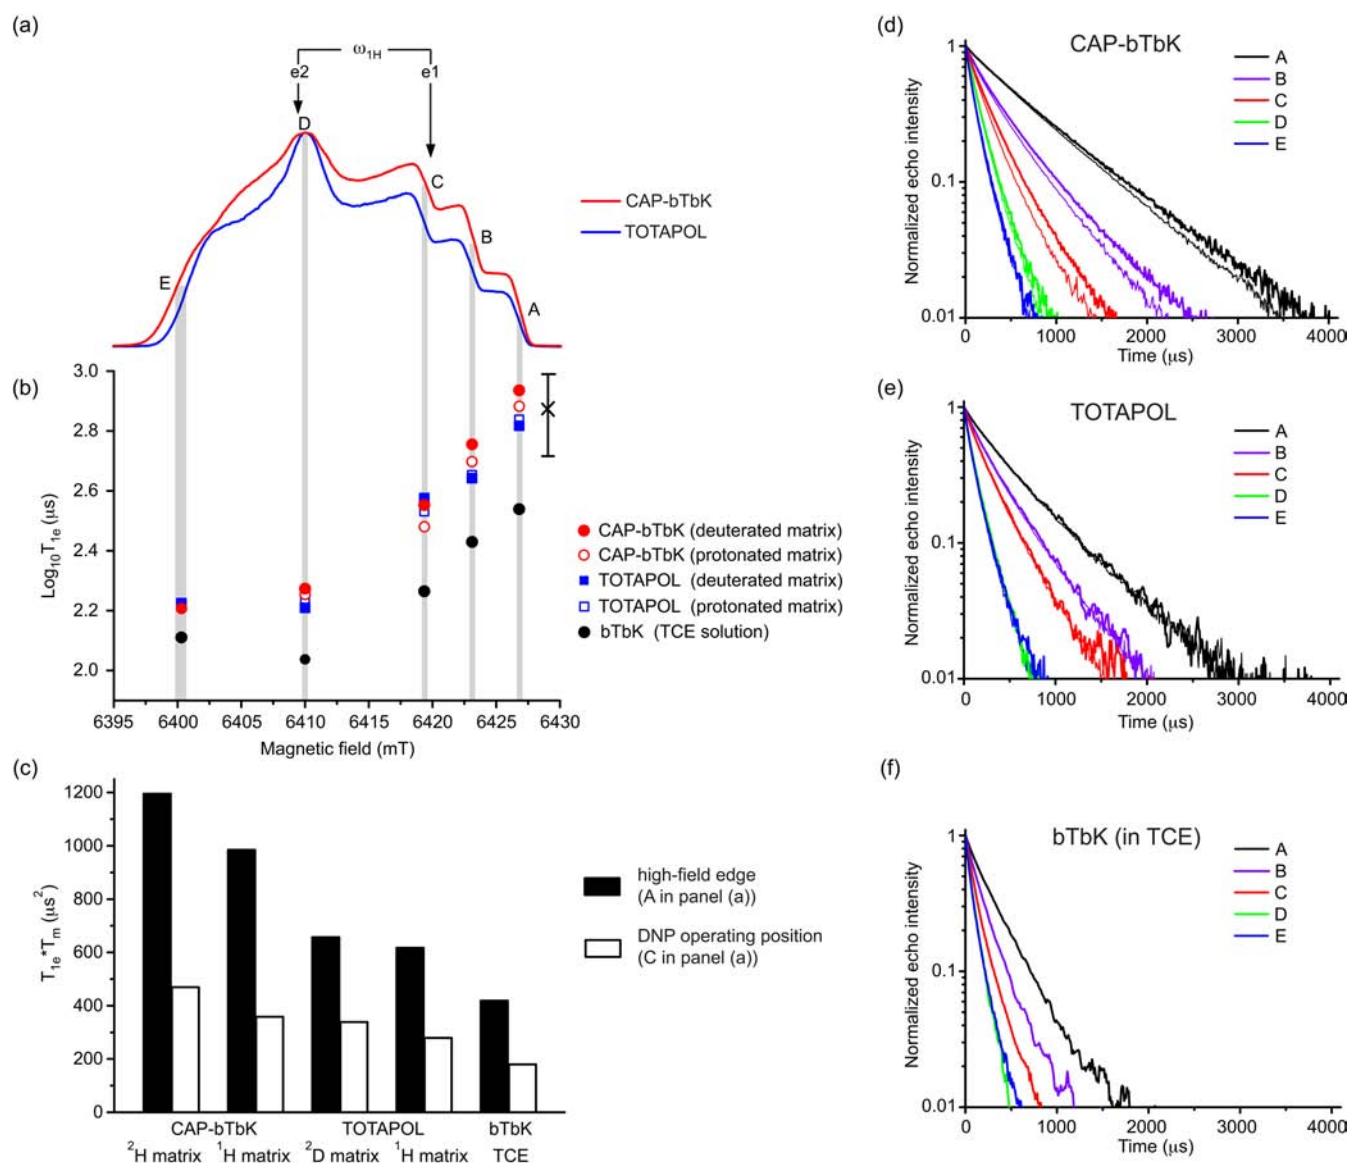 (a)
ω1H
e2
e1
D
C
B
E
A
CAP-bTbK
TOTAPOL
(b)
3.0
2.8
2.6
2.4
2.2
2.0
Log10T1e (μs)
6395
6400
6405
6410
6415
6420
6425
6430
Magnetic field (mT)
CAP-bTbK (deuterated matrix)
CAP-bTbK (protonated matrix)
TOTAPOL (deuterated matrix)
TOTAPOL (protonated matrix)
bTbK (TCE solution)
(c)
1200
1000
800
600
400
200
0
T1e*Tm (μs2)
CAP-bTbK
TOTAPOL
bTbK
2H matrix
1H matrix
2D matrix
1H matrix
TCE
high-field edge
(A in panel (a))
DNP operating position
(C in panel (a))
(d)
CAP-bTbK
A
B
C
D
E
1
0.1
0.01
Normalized echo intensity
0
1000
2000
3000
4000
Time (μs)
(e)
TOTAPOL
A
B
C
D
E
1
0.1
0.01
Normalized echo intensity
0
1000
2000
3000
4000
Time (μs)
(f)
bTbK (in TCE)
A
B
C
D
E
1
0.1
0.01
Normalized echo intensity
0
1000
2000
3000
4000
Time (μs)